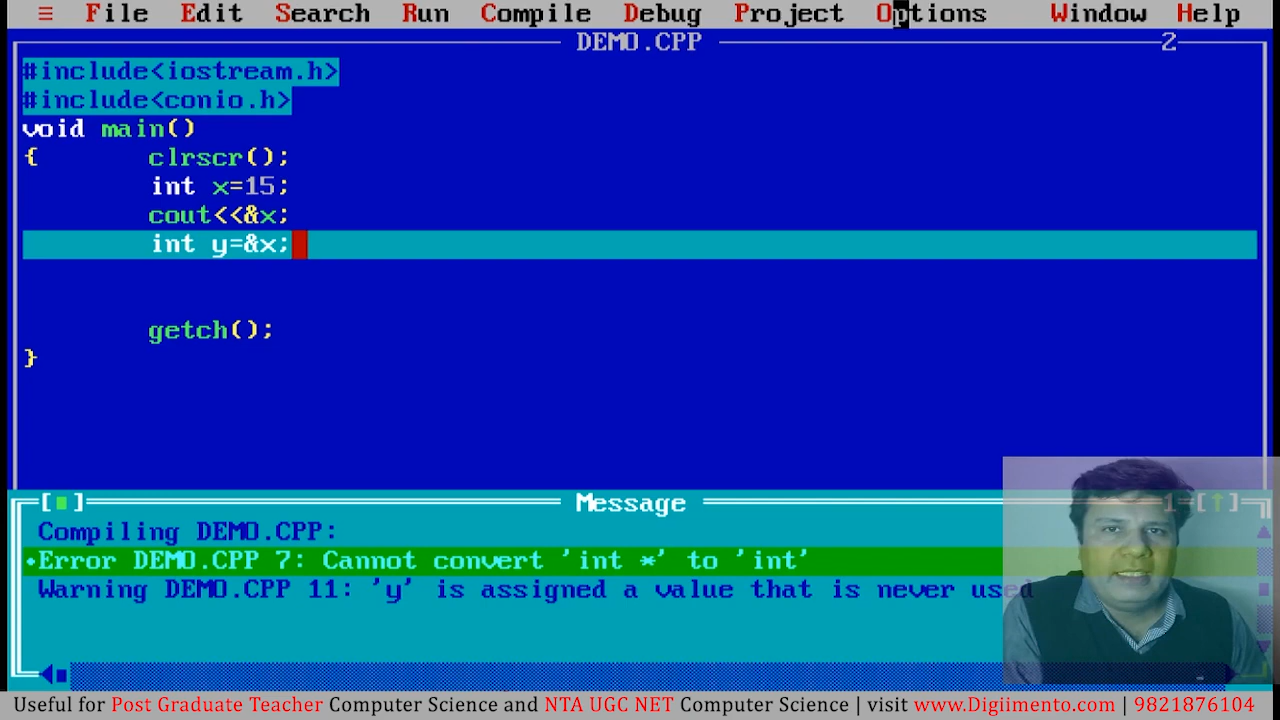 ≡ File Edit Search Run Compile Debug Project Options Window Help
DEMO.CPP 2
#include<iostream.h>
#include<conio.h>
void main()
{ clrscr();
int x=15;
cout<<&x;
int y=&x;
getch();
}
[■] Message 1-[↑]
Compiling DEMO.CPP:
•Error DEMO.CPP 7: Cannot convert 'int *' to 'int'
Warning DEMO.CPP 11: 'y' is assigned a value that is never used
Useful for Post Graduate Teacher Computer Science and NTA UGC NET Computer Science | visit www.Digiimento.com | 9821876104